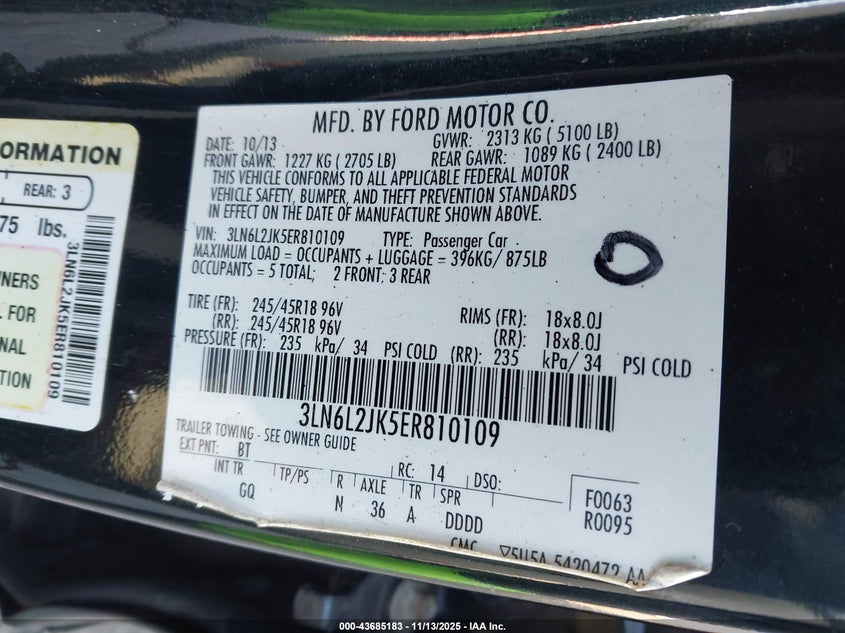 ORMATION
REAR: 3
75 lbs.
3LN6L2JK5ER810109
WNERS
L FOR
ONAL
TION
MFD. BY FORD MOTOR CO.
DATE: 10/13 GVWR: 2313 KG ( 5100 LB)
FRONT GAWR: 1227 KG ( 2705 LB) REAR GAWR: 1089 KG ( 2400 LB)
THIS VEHICLE CONFORMS TO ALL APPLICABLE FEDERAL MOTOR
VEHICLE SAFETY, BUMPER, AND THEFT PREVENTION STANDARDS
IN EFFECT ON THE DATE OF MANUFACTURE SHOWN ABOVE.
VIN: 3LN6L2JK5ER810109 TYPE: Passenger Car
MAXIMUM LOAD = OCCUPANTS + LUGGAGE = 396KG/ 875LB
OCCUPANTS = 5 TOTAL; 2 FRONT; 3 REAR
TIRE (FR): 245/45R18 96V RIMS (FR): 18x8.0J
(RR): 245/45R18 96V (RR): 18x8.0J
PRESSURE (FR): 235 kPa/ 34 PSI COLD (RR): 235 kPa/ 34 PSI COLD
3LN6L2JK5ER810109
TRAILER TOWING - SEE OWNER GUIDE
EXT PNT: BT RC: 14 DSO:
INT TR TP/PS R AXLE TR SPR F0063
GQ N 36 A DDDD R0095
CMC ▽5U5A 5420472 AA
000-43685183 - 11/13/2025 - IAA Inc.